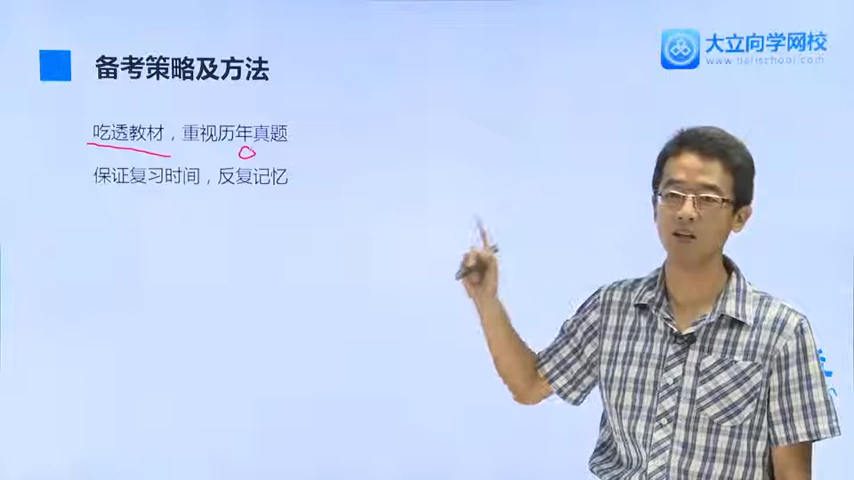 备考策略及方法
大立向学网校
www.dalischool.com
吃透教材，重视历年真题
保证复习时间，反复记忆